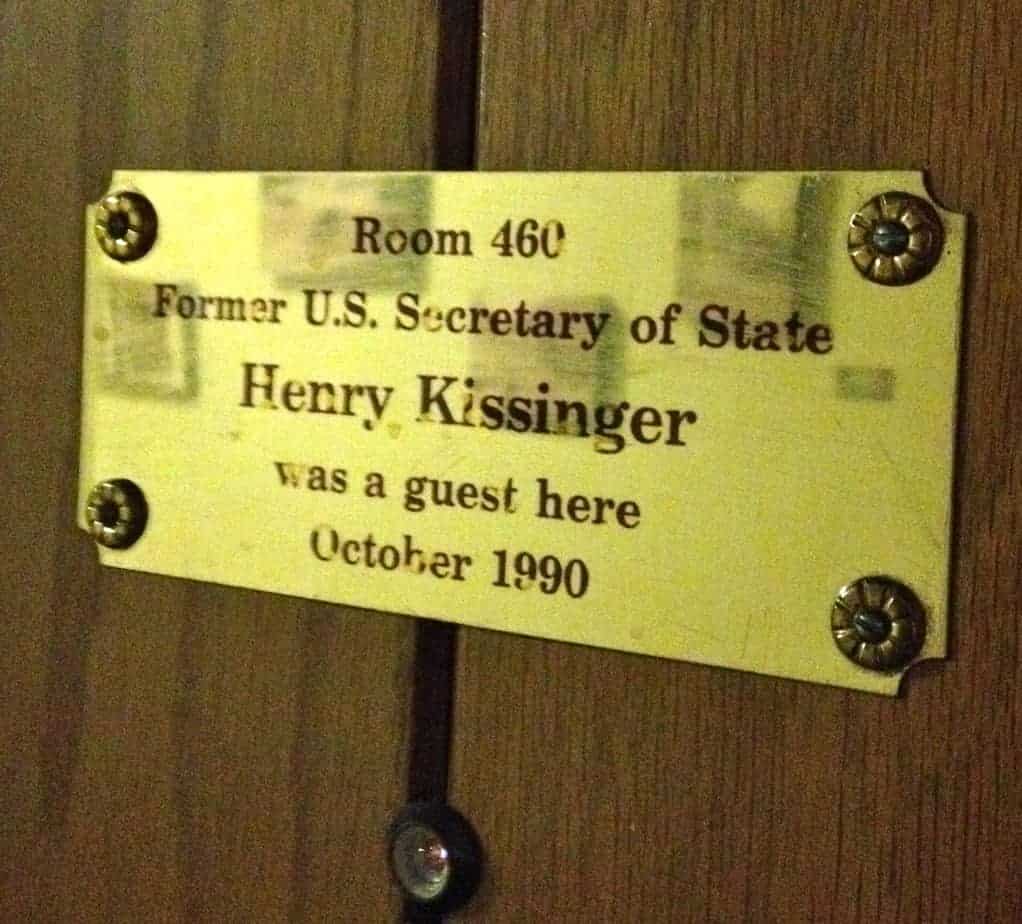 Room 460
Former U.S. Secretary of State
Henry Kissinger
was a guest here
October 1990